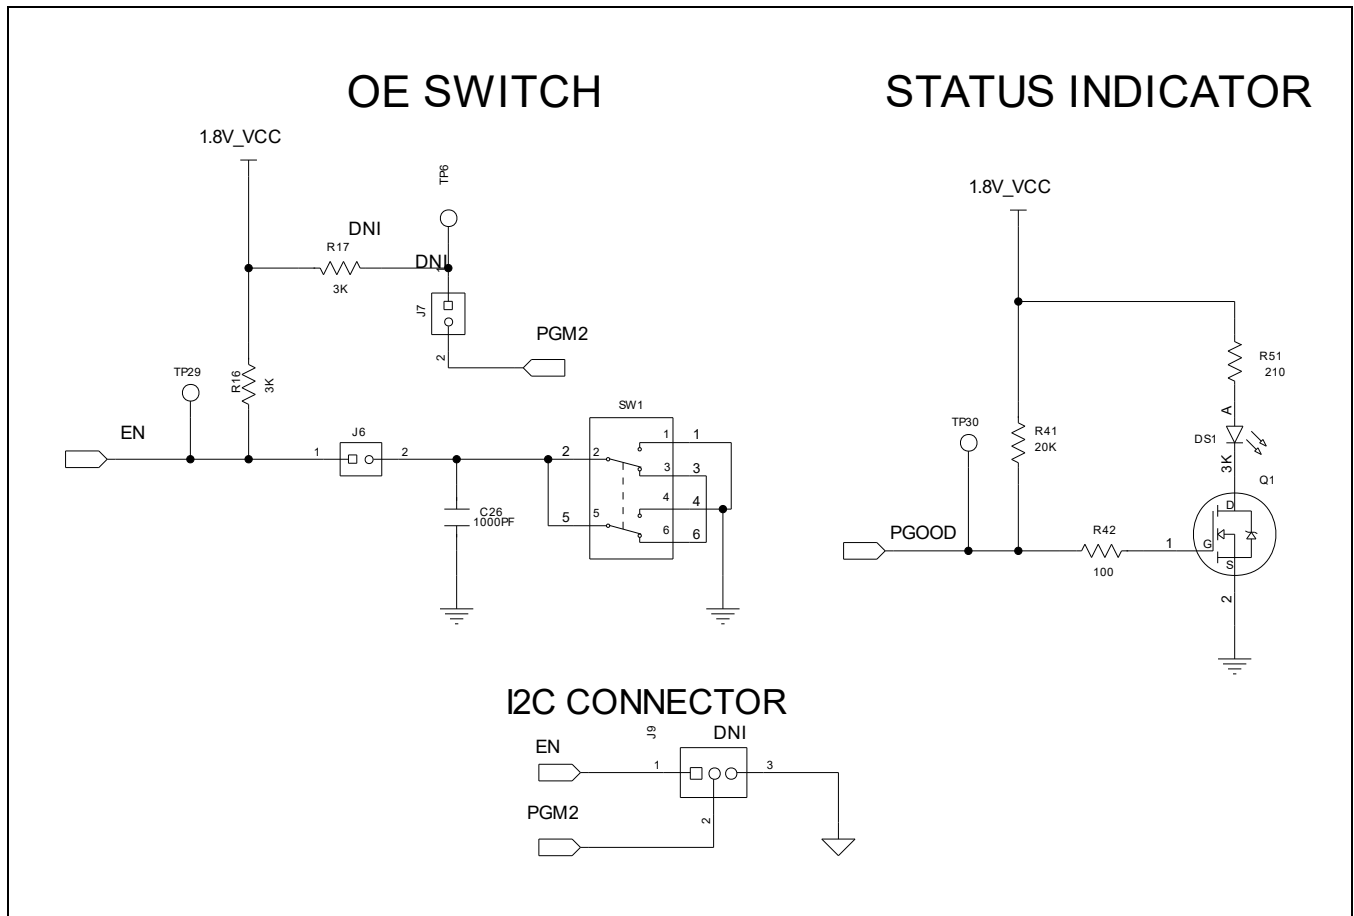 OE SWITCH
STATUS INDICATOR
1.8V_VCC
TP6
1.8V_VCC
DNI
R17
DNI
1
3K
J7
PGM2
2
TP29
R16
3K
EN
1
J6
2
C26
1000PF
SW1
1
1
2
2
3
3
4
4
5
5
6
6
R51
210
A
DS1
3K
TP30
R41
20K
Q1
D
G
S
PGOOD
R42
100
1
2
I2C CONNECTOR
J9
DNI
EN
1
3
PGM2
2